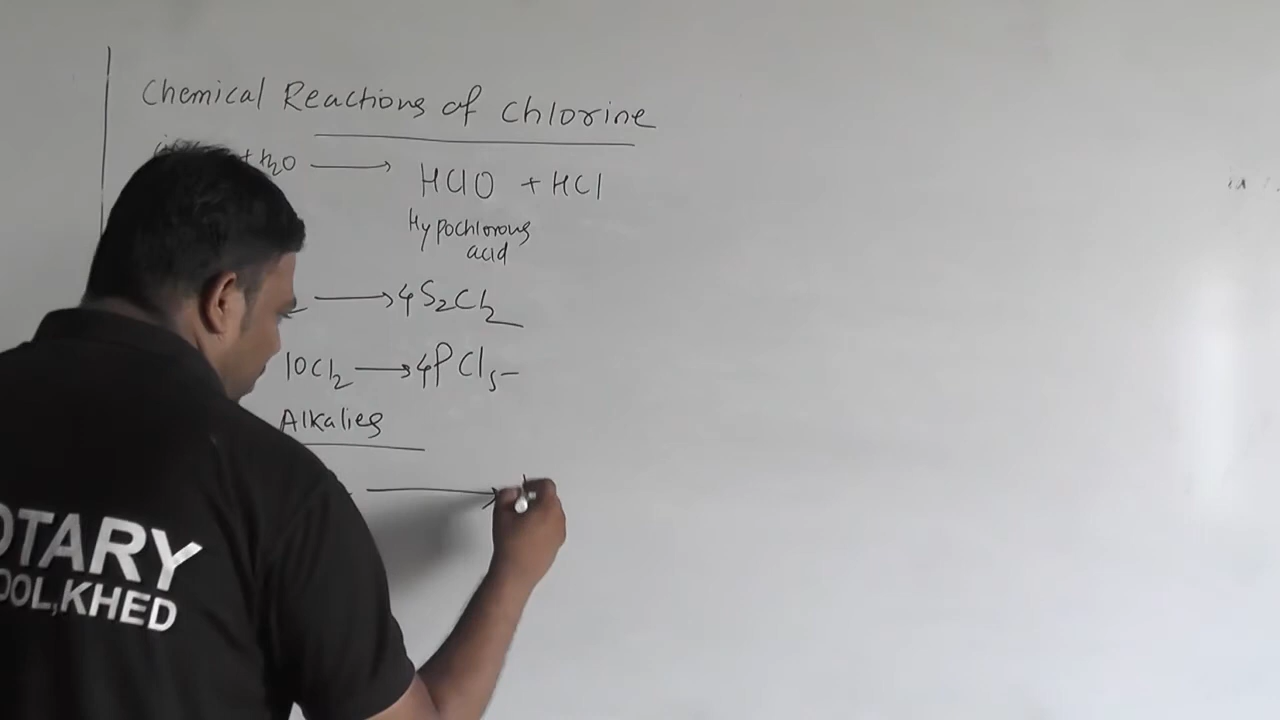 Chemical Reactions of Chlorine
+ H2O ⟶ HClO + HCl
Hypochlorous
acid
⟶ 4S2Cl2
10Cl2 ⟶ 4PCl5
Alkalies
⟶
OTARY
OOL,KHED